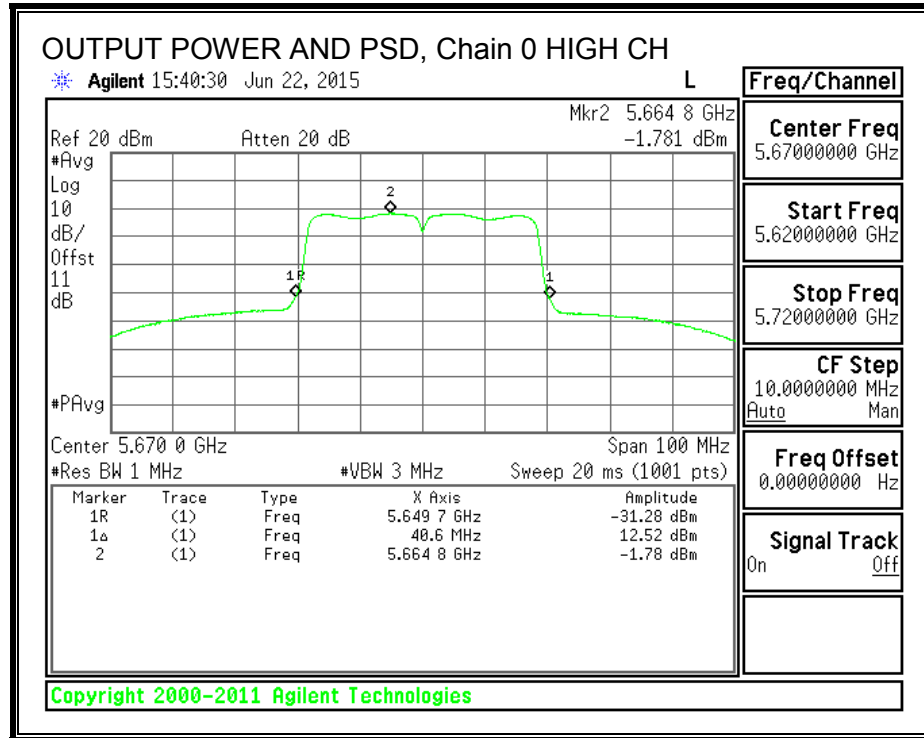 OUTPUT POWER AND PSD, Chain 0 HIGH CH
Agilent 15:40:30 Jun 22, 2015 L
Mkr2 5.664 8 GHz
Ref 20 dBm Atten 20 dB -1.781 dBm
#Avg
Log
10
dB/
Offst
11
dB
#PAvg
2
1R
1
Center 5.670 0 GHz Span 100 MHz
#Res BW 1 MHz #VBW 3 MHz Sweep 20 ms (1001 pts)
Marker Trace Type X Axis Amplitude
1R (1) Freq 5.649 7 GHz -31.28 dBm
1Δ (1) Freq 40.6 MHz 12.52 dBm
2 (1) Freq 5.664 8 GHz -1.78 dBm
Freq/Channel
Center Freq
5.67000000 GHz
Start Freq
5.62000000 GHz
Stop Freq
5.72000000 GHz
CF Step
10.0000000 MHz
Auto Man
Freq Offset
0.00000000 Hz
Signal Track
On Off
Copyright 2000-2011 Agilent Technologies